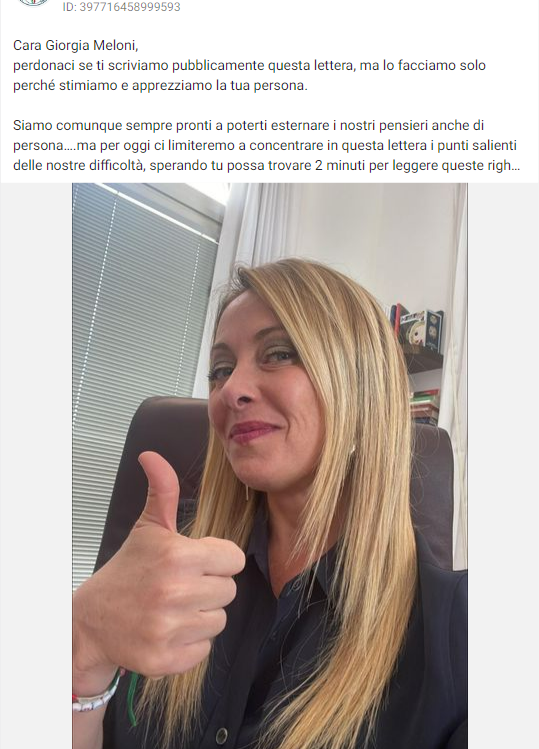 ID: 397716458999593
Cara Giorgia Meloni,
perdonaci se ti scriviamo pubblicamente questa lettera, ma lo facciamo solo
perché stimiamo e apprezziamo la tua persona.
Siamo comunque sempre pronti a poterti esternare i nostri pensieri anche di
persona....ma per oggi ci limiteremo a concentrare in questa lettera i punti salienti
delle nostre difficoltà, sperando tu possa trovare 2 minuti per leggere queste righ...